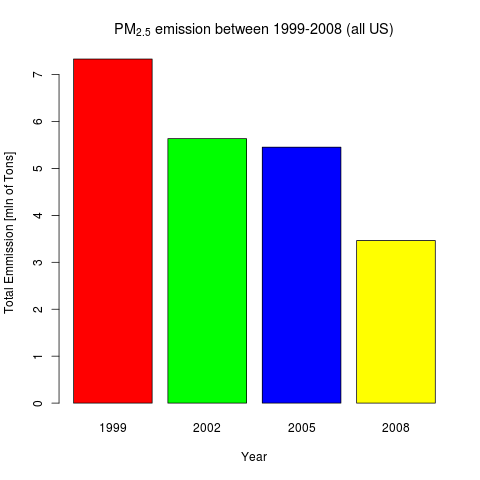 PM2.5 emission between 1999-2008 (all US)
Total Emmission [mln of Tons]
7
6
5
4
3
2
1
0
1999 2002 2005 2008
Year